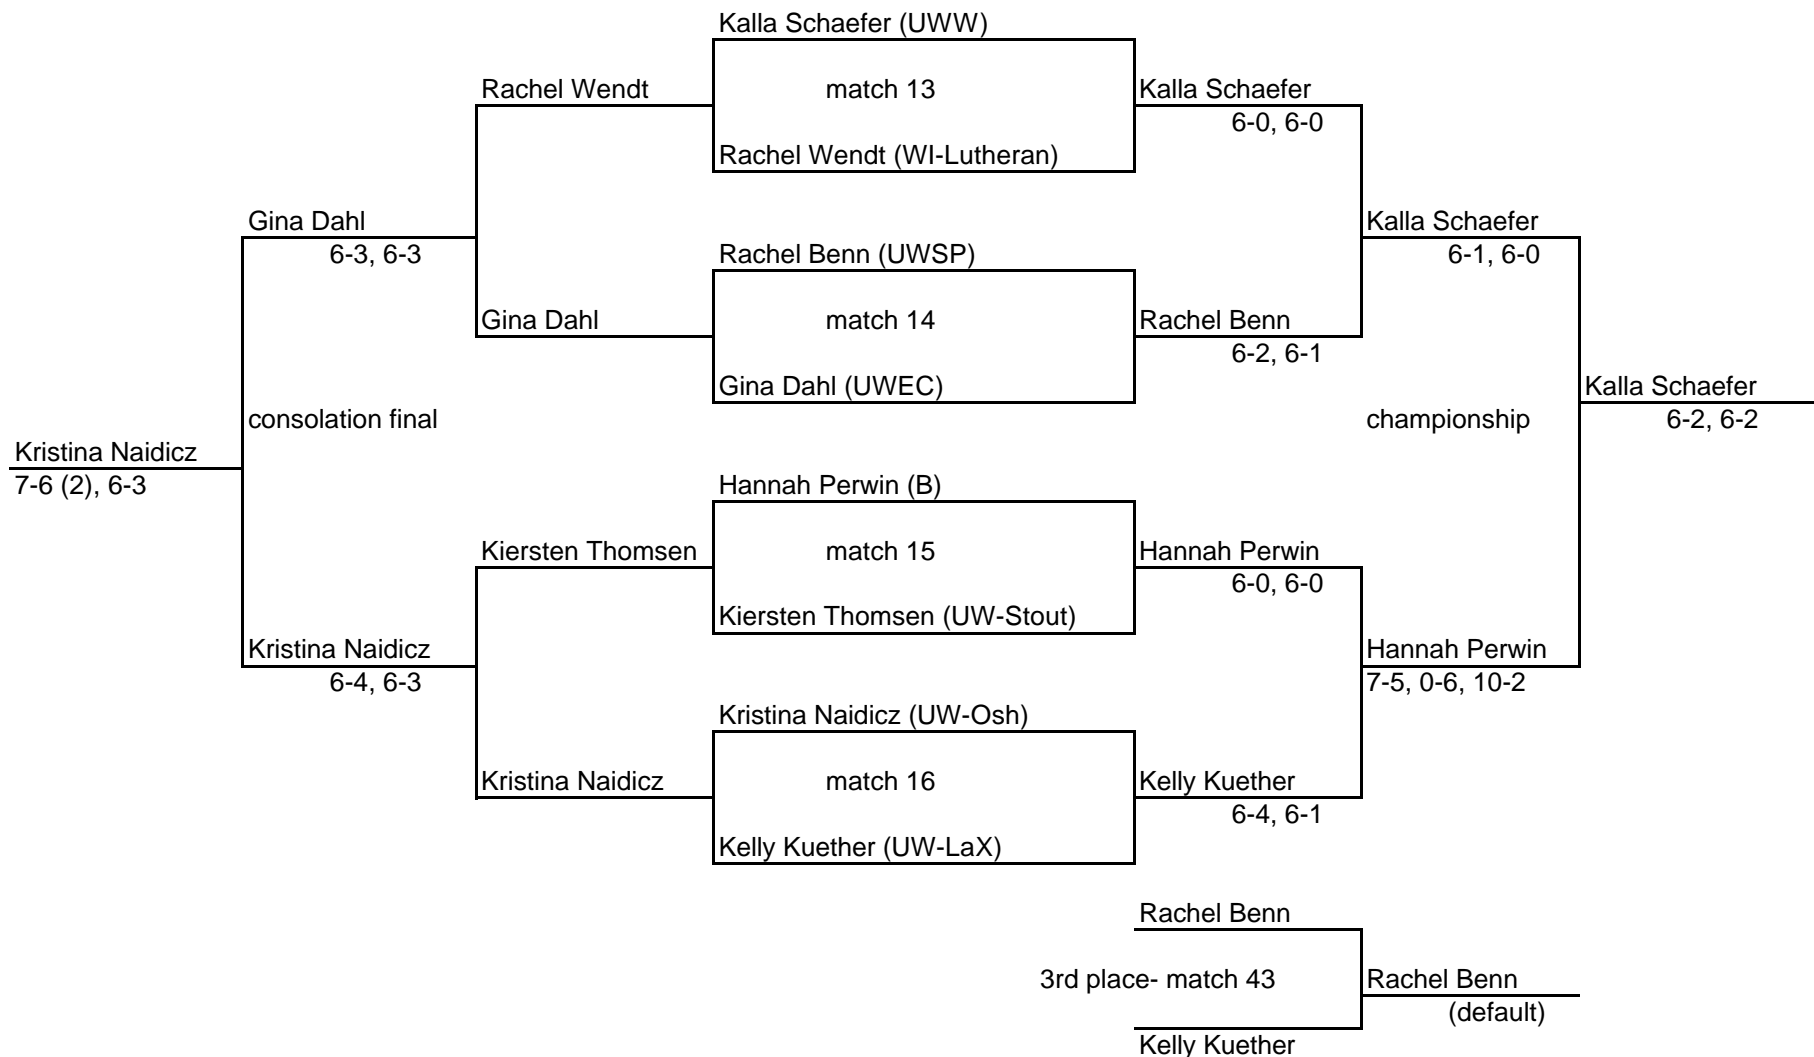 Kalla Schaefer (UWW)
Rachel Wendt
match 13
Kalla Schaefer
6-0, 6-0
Rachel Wendt (WI-Lutheran)
Gina Dahl
6-3, 6-3
Kalla Schaefer
6-1, 6-0
Rachel Benn (UWSP)
Gina Dahl
match 14
Rachel Benn
6-2, 6-1
Gina Dahl (UWEC)
Kalla Schaefer
6-2, 6-2
consolation final
championship
Kristina Naidicz
7-6 (2), 6-3
Hannah Perwin (B)
Kiersten Thomsen
match 15
Hannah Perwin
6-0, 6-0
Kiersten Thomsen (UW-Stout)
Kristina Naidicz
6-4, 6-3
Hannah Perwin
7-5, 0-6, 10-2
Kristina Naidicz (UW-Osh)
Kristina Naidicz
match 16
Kelly Kuether
6-4, 6-1
Kelly Kuether (UW-LaX)
Rachel Benn
3rd place- match 43
Rachel Benn
(default)
Kelly Kuether